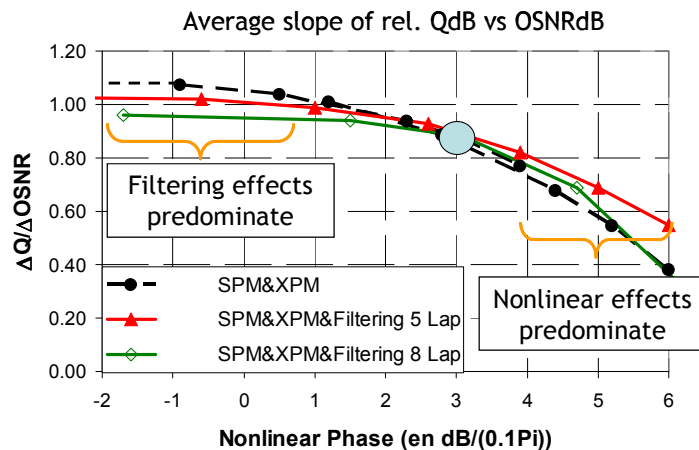 Average slope of rel. QdB vs OSNRdB
1.20
1.00
0.80
0.60
0.40
0.20
0.00
ΔQ/ΔOSNR
Filtering effects
predominate
Nonlinear effects
predominate
SPM&XPM
SPM&XPM&Filtering 5 Lap
SPM&XPM&Filtering 8 Lap
-2 -1 0 1 2 3 4 5 6
Nonlinear Phase (en dB/(0.1Pi))